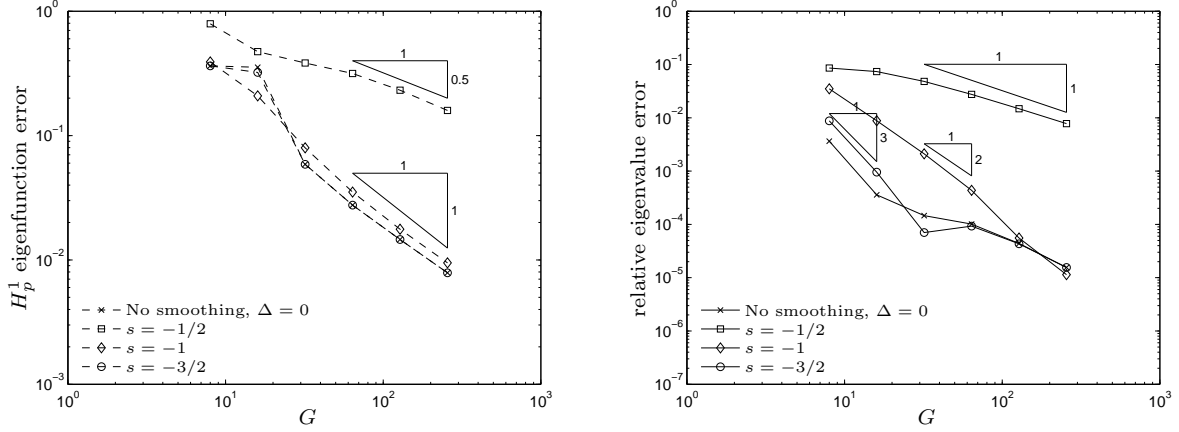 10^0
10^-1
10^-2
10^-3
H_p^1 eigenfunction error
1
0.5
1
1
No smoothing, Δ = 0
s = −1/2
s = −1
s = −3/2
10^0 10^1 10^2 10^3
G
10^0
10^-1
10^-2
10^-3
10^-4
10^-5
10^-6
10^-7
relative eigenvalue error
1
1
1
3
1
2
No smoothing, Δ = 0
s = −1/2
s = −1
s = −3/2
10^0 10^1 10^2 10^3
G